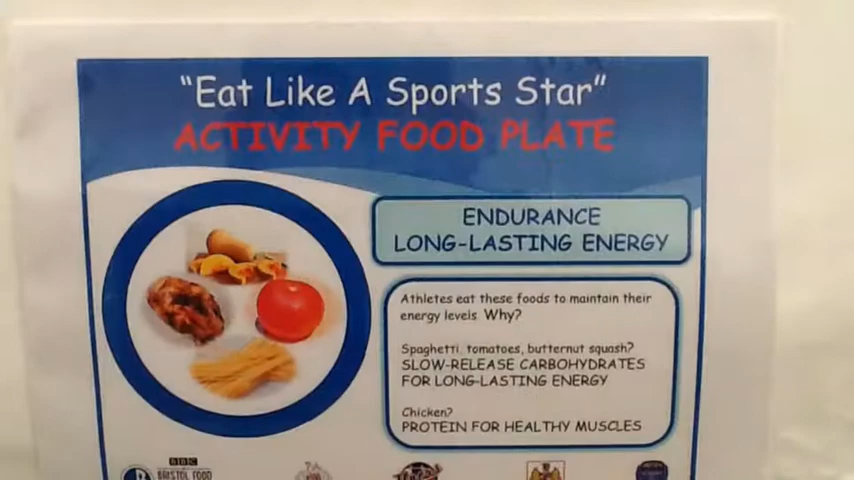 "Eat Like A Sports Star"
ACTIVITY FOOD PLATE
ENDURANCE
LONG-LASTING ENERGY
Athletes eat these foods to maintain their
energy levels. Why?
Spaghetti, tomatoes, butternut squash?
SLOW-RELEASE CARBOHYDRATES
FOR LONG-LASTING ENERGY
Chicken?
PROTEIN FOR HEALTHY MUSCLES
BBC
BRISTOL FOOD